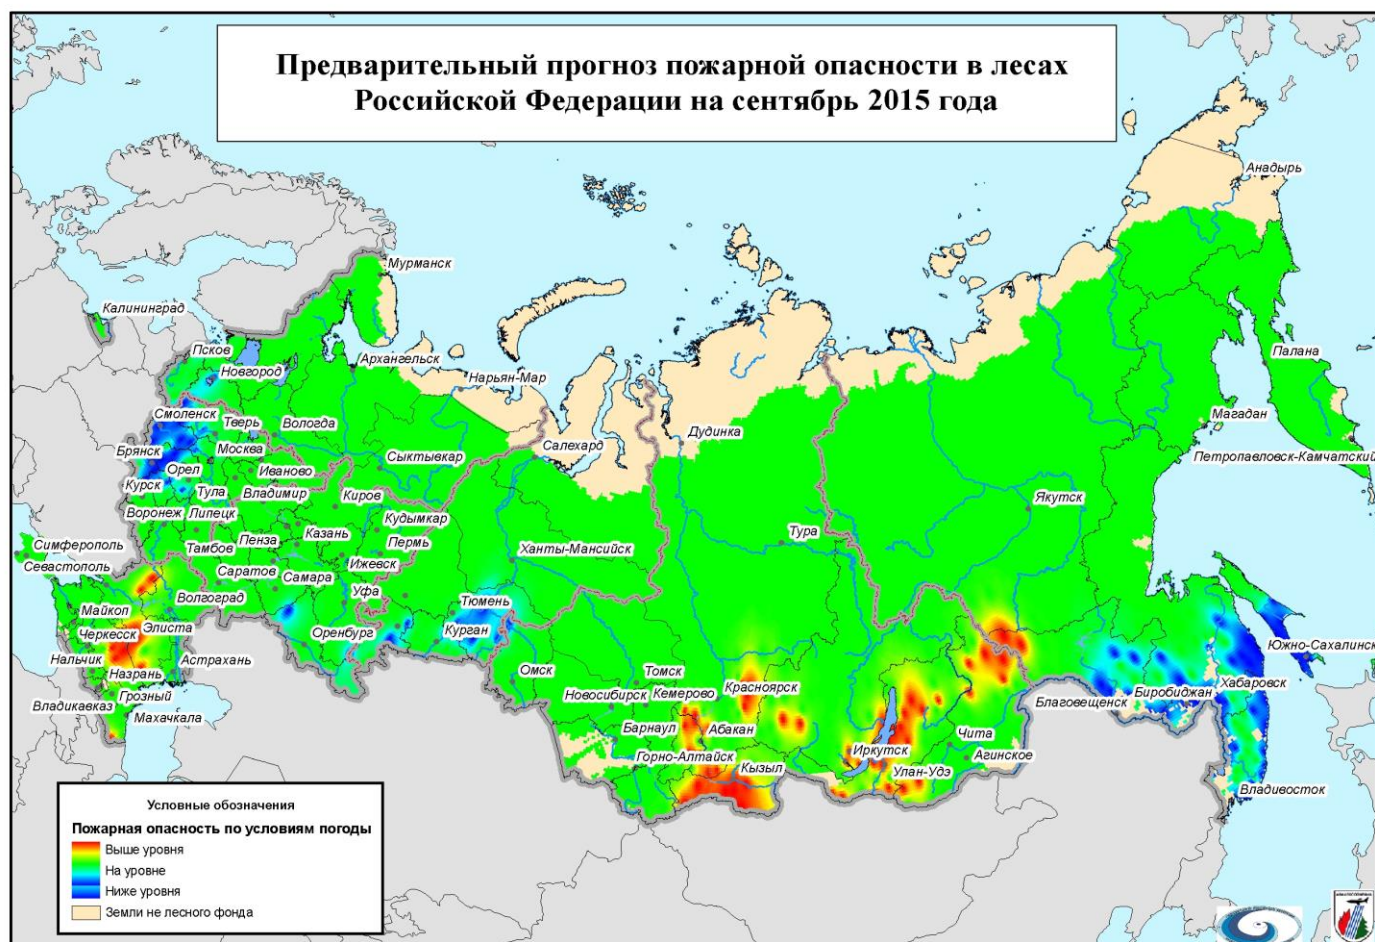 Предварительный прогноз пожарной опасности в лесах
Российской Федерации на сентябрь 2015 года
Анадырь
Мурманск
Калининград
Псков
Новгород
Архангельск
Нарьян-Мар
Палана
Смоленск
Тверь
Вологда
Дудинка
Магадан
Москва
Салехард
Брянск
Сыктывкар
Петропавловск-Камчатский
Орел
Иваново
Курск
Тула
Владимир
Киров
Якутск
Воронеж
Липецк
Казань
Кудымкар
Тура
Симферополь
Тамбов
Пенза
Пермь
Ханты-Мансийск
Севастополь
Саратов
Самара
Ижевск
Волгоград
Уфа
Тюмень
Майкоп
Элиста
Оренбург
Курган
Черкесск
Южно-Сахалинск
Нальчик
Астрахань
Омск
Томск
Назрань
Новосибирск
Кемерово
Красноярск
Хабаровск
Грозный
Благовещенск
Биробиджан
Владикавказ
Махачкала
Барнаул
Абакан
Чита
Иркутск
Агинское
Горно-Алтайск
Кызыл
Улан-Удэ
Владивосток
Условные обозначения
Пожарная опасность по условиям погоды
Выше уровня
На уровне
Ниже уровня
Земли не лесного фонда